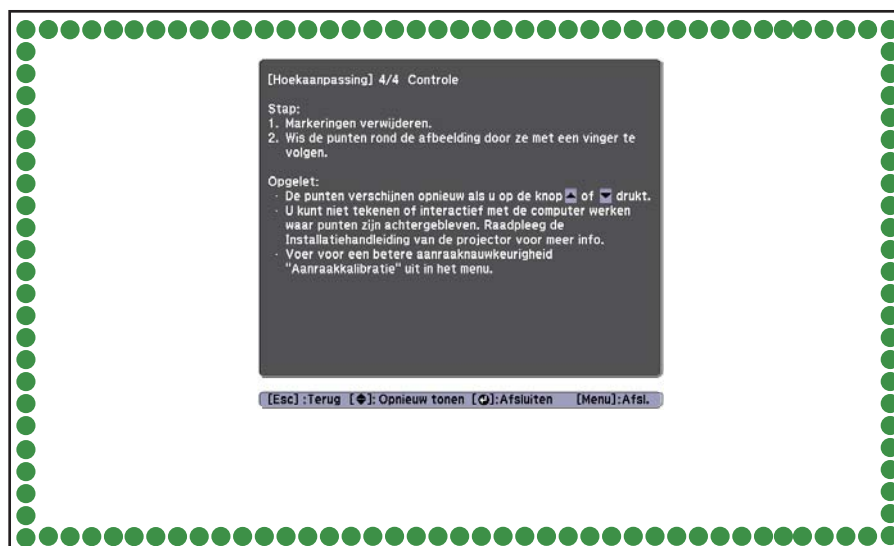 [Hoekaanpassing] 4/4 Controle
Stap:
1. Markeringen verwijderen.
2. Wis de punten rond de afbeelding door ze met een vinger te
volgen.
Opgelet:
· De punten verschijnen opnieuw als u op de knop ▲ of ▼ drukt.
· U kunt niet tekenen of interactief met de computer werken
waar punten zijn achtergebleven. Raadpleeg de
Installatiehandleiding van de projector voor meer info.
· Voer voor een betere aanraaknauwkeurigheid
"Aanraakkalibratie" uit in het menu.
[Esc] :Terug [◆]: Opnieuw tonen [⏎]:Afsluiten [Menu]:Afsl.